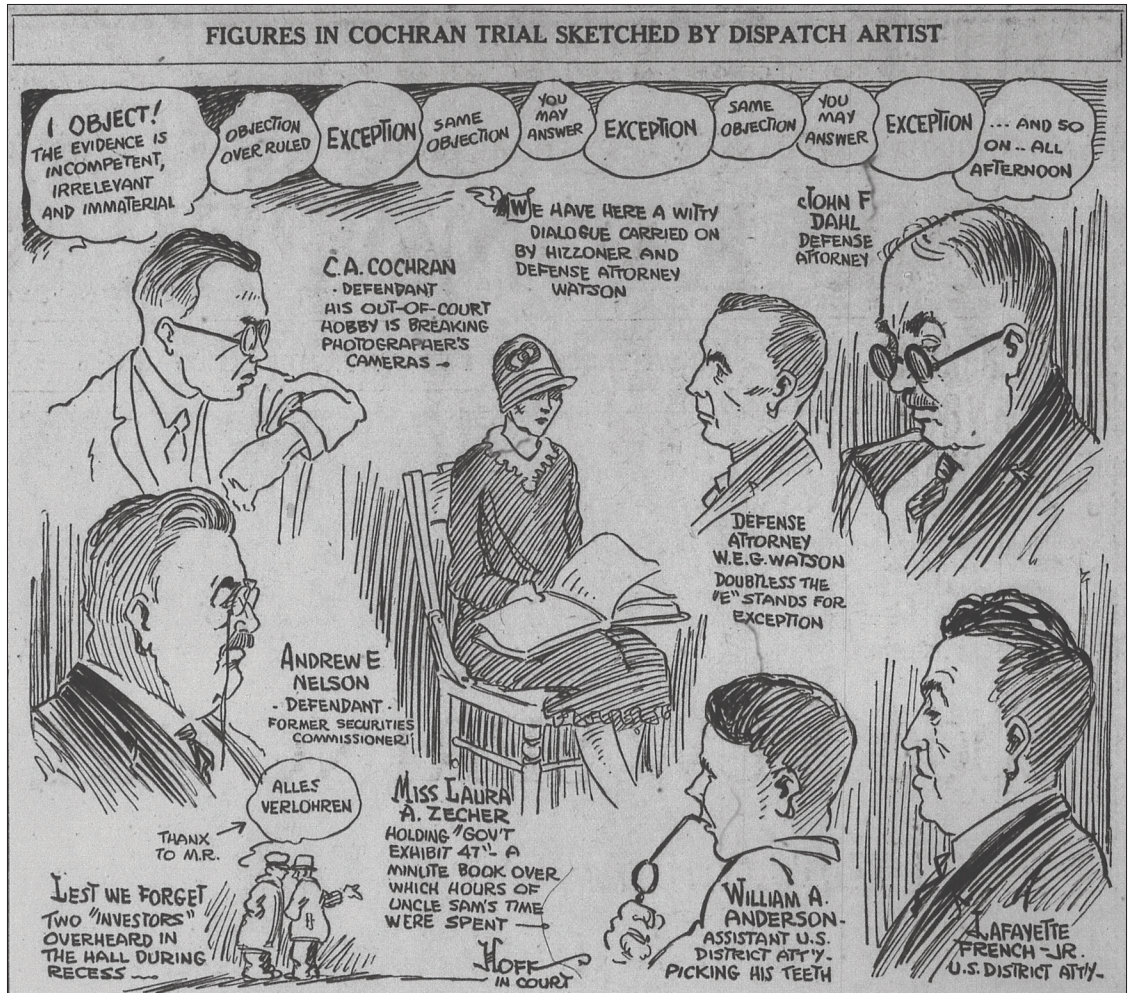 FIGURES IN COCHRAN TRIAL SKETCHED BY DISPATCH ARTIST
I OBJECT!
THE EVIDENCE IS
INCOMPETENT,
IRRELEVANT
AND IMMATERIAL
OBJECTION
OVERRULED
EXCEPTION
SAME
OBJECTION
YOU
MAY
ANSWER
EXCEPTION
SAME
OBJECTION
YOU
MAY
ANSWER
EXCEPTION
... AND SO
ON .. ALL
AFTERNOON
WE HAVE HERE A WITTY
DIALOGUE CARRIED ON
BY HIZZONER AND
DEFENSE ATTORNEY
WATSON
JOHN F
DAHL
DEFENSE
ATTORNEY
C.A. COCHRAN
- DEFENDANT -
HIS OUT-OF-COURT
HOBBY IS BREAKING
PHOTOGRAPHER'S
CAMERAS -
DEFENSE
ATTORNEY
W.E.G. WATSON
DOUBTLESS THE
"E" STANDS FOR
EXCEPTION
ANDREW E
NELSON
- DEFENDANT -
FORMER SECURITIES
COMMISSIONER
ALLES
VERLOHREN
THANX
TO M.R.
LEST WE FORGET
TWO "INVESTORS"
OVERHEARD IN
THE HALL DURING
RECESS -
MISS LAURA
A. ZECHER
HOLDING "GOV'T
EXHIBIT 47" - A
MINUTE BOOK OVER
WHICH HOURS OF
UNCLE SAM'S TIME
WERE SPENT -
HOFF
IN COURT
WILLIAM A.
ANDERSON -
ASSISTANT U.S.
DISTRICT ATT'Y -
PICKING HIS TEETH
LAFAYETTE
FRENCH - JR.
U.S. DISTRICT ATT'Y -